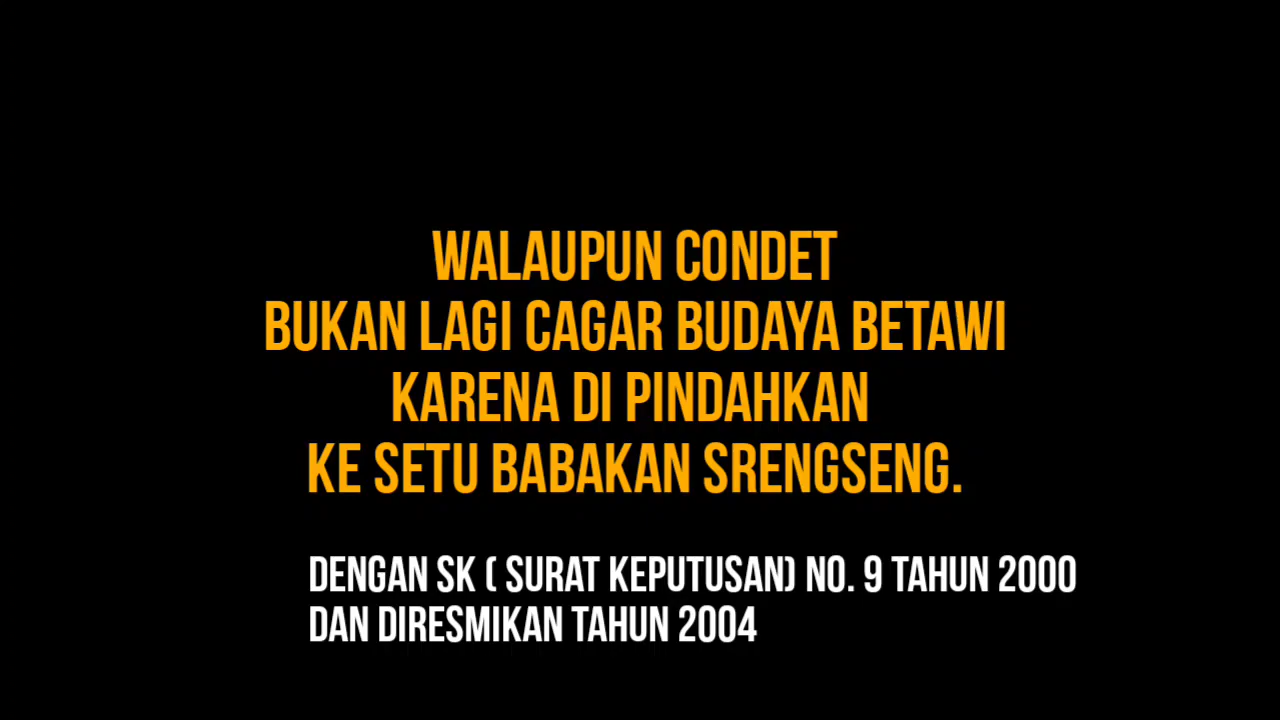 WALAUPUN CONDET
BUKAN LAGI CAGAR BUDAYA BETAWI
KARENA DI PINDAHKAN
KE SETU BABAKAN SRENGSENG.
DENGAN SK ( SURAT KEPUTUSAN) NO. 9 TAHUN 2000
DAN DIRESMIKAN TAHUN 2004